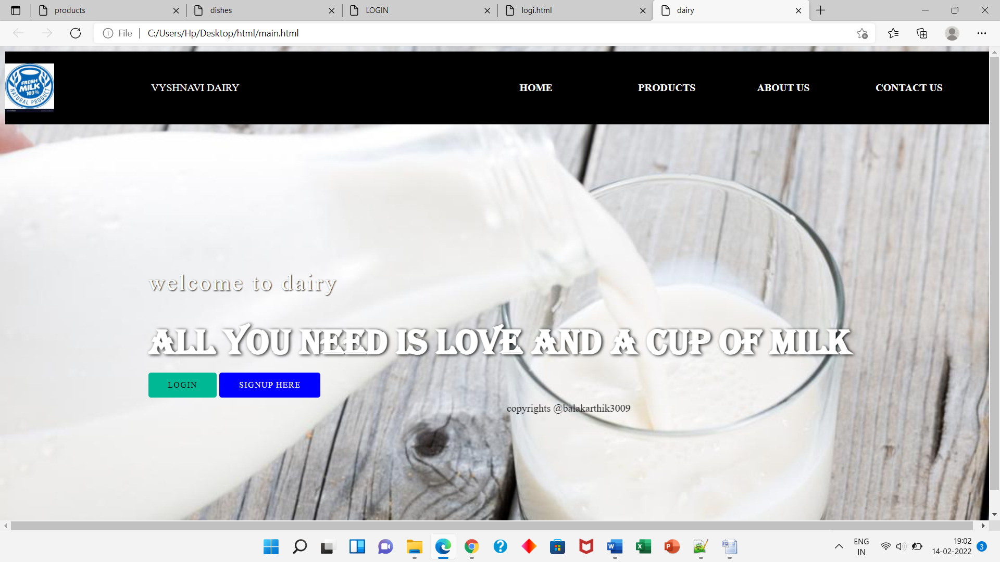 products
dishes
LOGIN
logi.html
dairy
File
C:/Users/Hp/Desktop/html/main.html
FRESH
MILK
100%
NATURAL PRODUCT
VYSHNAVI DAIRY
HOME
PRODUCTS
ABOUT US
CONTACT US
welcome to dairy
ALL YOU NEED IS LOVE AND A CUP OF MILK
LOGIN
SIGNUP HERE
copyrights @balakarthik3009
ENG
IN
19:02
14-02-2022
3